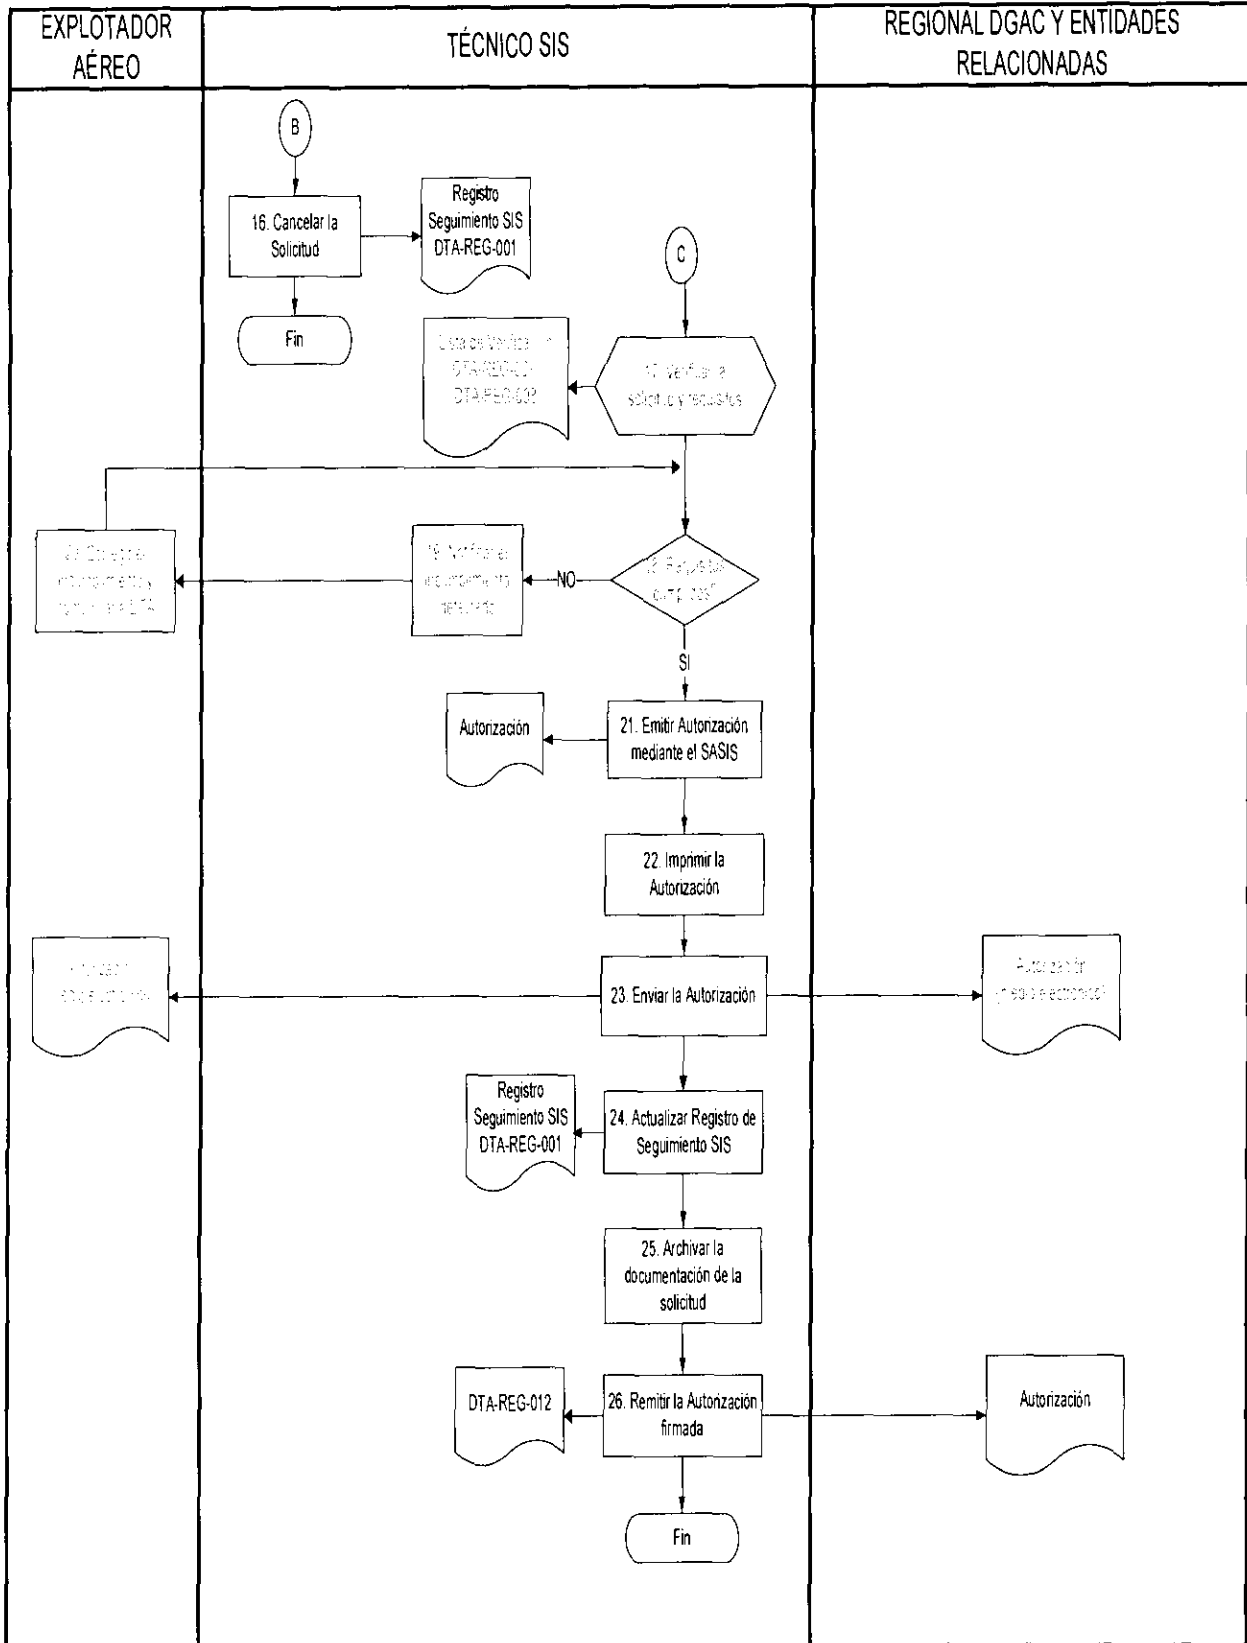 EXPLOTADOR
AÉREO
TÉCNICO SIS
REGIONAL DGAC Y ENTIDADES
RELACIONADAS
B
16. Cancelar la
Solicitud
Registro
Seguimiento SIS
DTA-REG-001
Fin
C
solicitud y requisitos
NO
SI
21. Emitir Autorización
mediante el SASIS
Autorización
22. Imprimir la
Autorización
23. Enviar la Autorización
Autorización
24. Actualizar Registro de
Seguimiento SIS
Registro
Seguimiento SIS
DTA-REG-001
25. Archivar la
documentación de la
solicitud
26. Remitir la Autorización
firmada
DTA-REG-012
Autorización
Fin